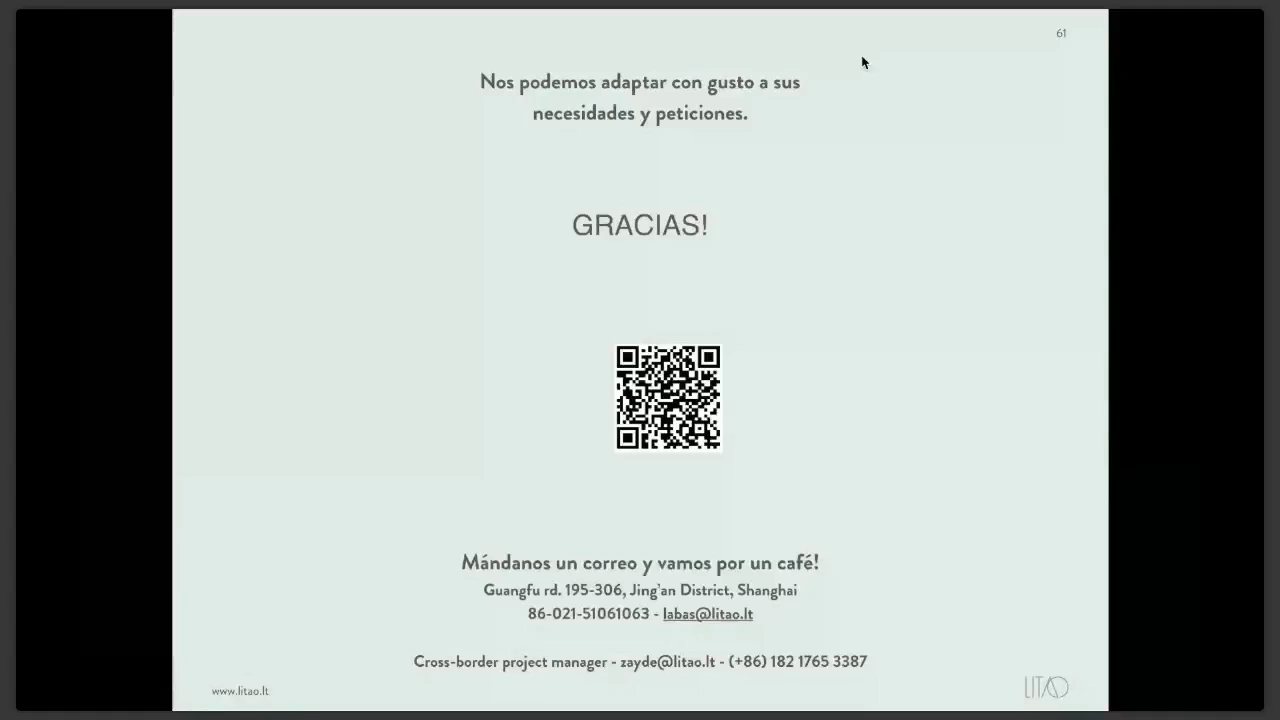 61
Nos podemos adaptar con gusto a sus
necesidades y peticiones.
GRACIAS!
Mándanos un correo y vamos por un café!
Guangfu rd. 195-306, Jing'an District, Shanghai
86-021-51061063 - labas@litao.lt
Cross-border project manager - zayde@litao.lt - (+86) 182 1765 3387
www.litao.lt
LITAO